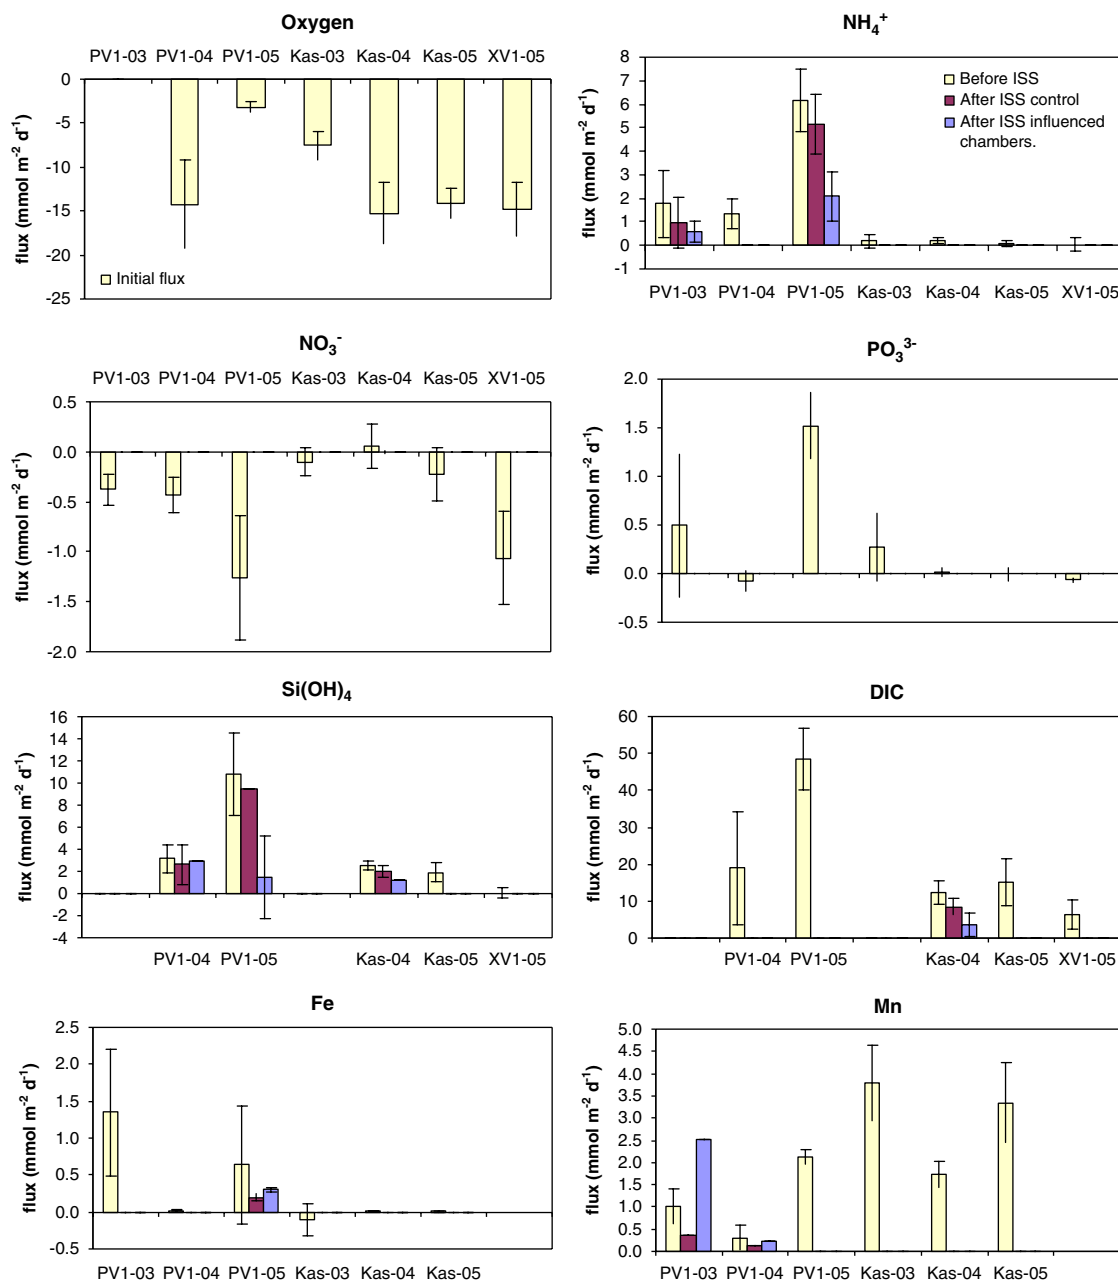 Oxygen
PV1-03 PV1-04 PV1-05 Kas-03 Kas-04 Kas-05 XV1-05
0
-5
-10
-15
-20
-25
flux (mmol m⁻² d⁻¹)
Initial flux
NH₄⁺
8
7
6
5
4
3
2
1
0
-1
flux (mmol m⁻² d⁻¹)
Before ISS
After ISS control
After ISS influenced
chambers.
PV1-03 PV1-04 PV1-05 Kas-03 Kas-04 Kas-05 XV1-05
NO₃⁻
PV1-03 PV1-04 PV1-05 Kas-03 Kas-04 Kas-05 XV1-05
0.5
0.0
-0.5
-1.0
-1.5
-2.0
flux (mmol m⁻² d⁻¹)
PO₃³⁻
2.0
1.5
1.0
0.5
0.0
-0.5
flux (mmol m⁻² d⁻¹)
Si(OH)₄
16
14
12
10
8
6
4
2
0
-2
-4
flux (mmol m⁻² d⁻¹)
PV1-04 PV1-05 Kas-04 Kas-05 XV1-05
DIC
60
50
40
30
20
10
0
flux (mmol m⁻² d⁻¹)
PV1-04 PV1-05 Kas-04 Kas-05 XV1-05
Fe
2.5
2.0
1.5
1.0
0.5
0.0
-0.5
flux (mmol m⁻² d⁻¹)
PV1-03 PV1-04 PV1-05 Kas-03 Kas-04 Kas-05
Mn
5.0
4.5
4.0
3.5
3.0
2.5
2.0
1.5
1.0
0.5
0.0
flux (mmol m⁻² d⁻¹)
PV1-03 PV1-04 PV1-05 Kas-03 Kas-04 Kas-05